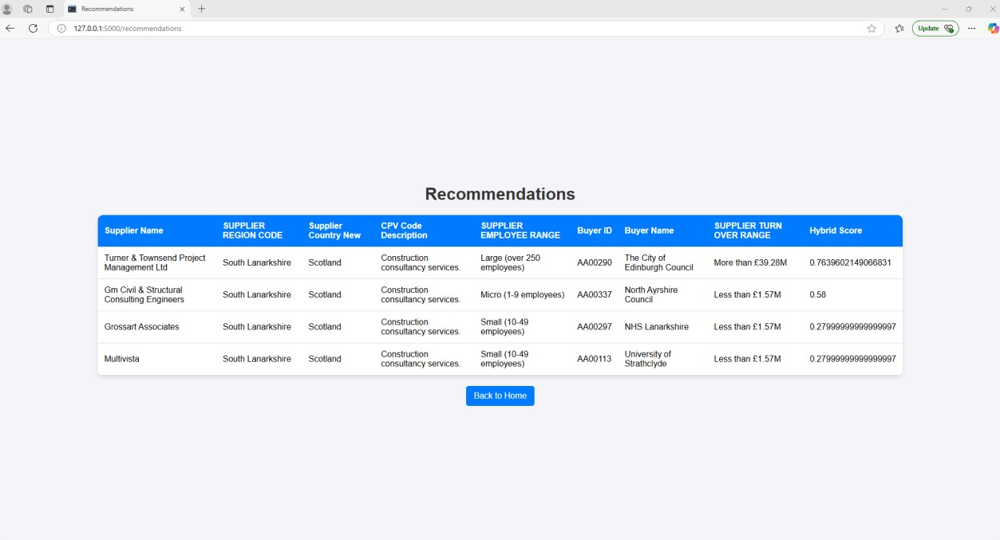 Recommendations
127.0.0.1:5000/recommendations
Update
Recommendations
Supplier Name
SUPPLIER
REGION CODE
Supplier
Country New
CPV Code
Description
SUPPLIER
EMPLOYEE RANGE
Buyer ID
Buyer Name
SUPPLIER TURN
OVER RANGE
Hybrid Score
Turner & Townsend Project
Management Ltd
South Lanarkshire
Scotland
Construction
consultancy services.
Large (over 250
employees)
AA00290
The City of
Edinburgh Council
More than £39.28M
0.7639602149066831
Gm Civil & Structural
Consulting Engineers
South Lanarkshire
Scotland
Construction
consultancy services.
Micro (1-9 employees)
AA00337
North Ayrshire
Council
Less than £1.57M
0.58
Grossart Associates
South Lanarkshire
Scotland
Construction
consultancy services.
Small (10-49
employees)
AA00297
NHS Lanarkshire
Less than £1.57M
0.27999999999999997
Multivista
South Lanarkshire
Scotland
Construction
consultancy services.
Small (10-49
employees)
AA00113
University of
Strathclyde
Less than £1.57M
0.27999999999999997
Back to Home